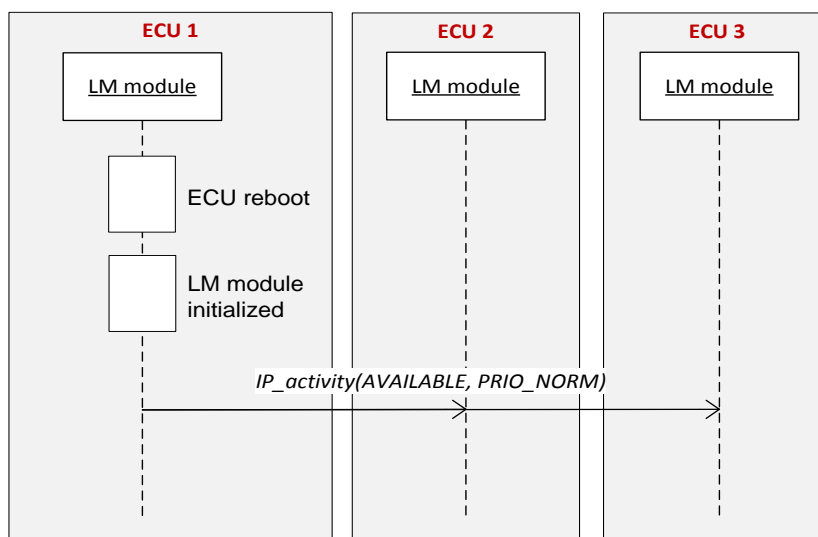 ECU 1
ECU 2
ECU 3
LM module
LM module
LM module
ECU reboot
LM module
initialized
IP_activity(AVAILABLE, PRIO_NORM)